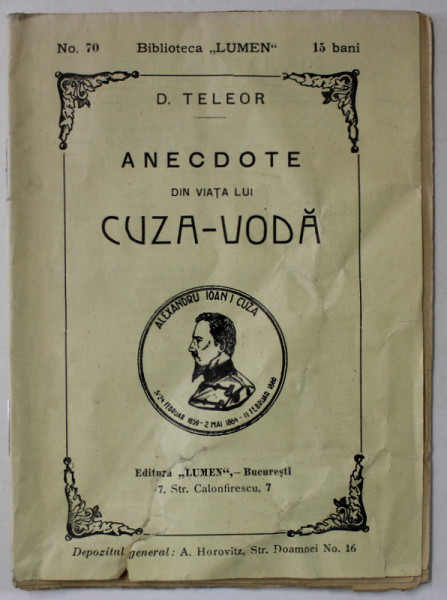 No. 70 Biblioteca „LUMEN“ 15 bani
D. TELEOR
ANECDOTE
DIN VIAȚA LUI
CUZA-VODĂ
ALEXANDRU IOAN I CUZA
5/24 FEBRUAR 1859 - 2 MAI 1864 - 11 FEBRUAR 1866
Editura „LUMEN“,– București
7, Str. Calonfirescu, 7
Depozitul general: A. Horovitz, Str. Doamnei No. 16